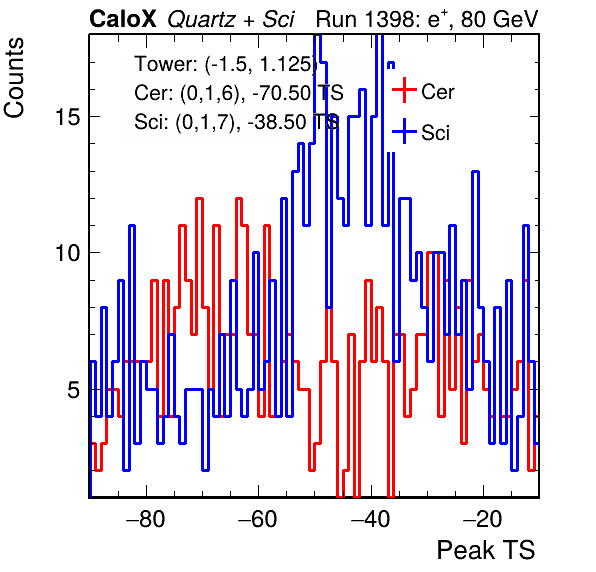 CaloX Quartz + Sci Run 1398: e+, 80 GeV
Counts
Tower: (-1.5, 1.125)
Cer: (0,1,6), -70.50 TS
Sci: (0,1,7), -38.50 TS
Cer
Sci
15
10
5
−80 −60 −40 −20
Peak TS